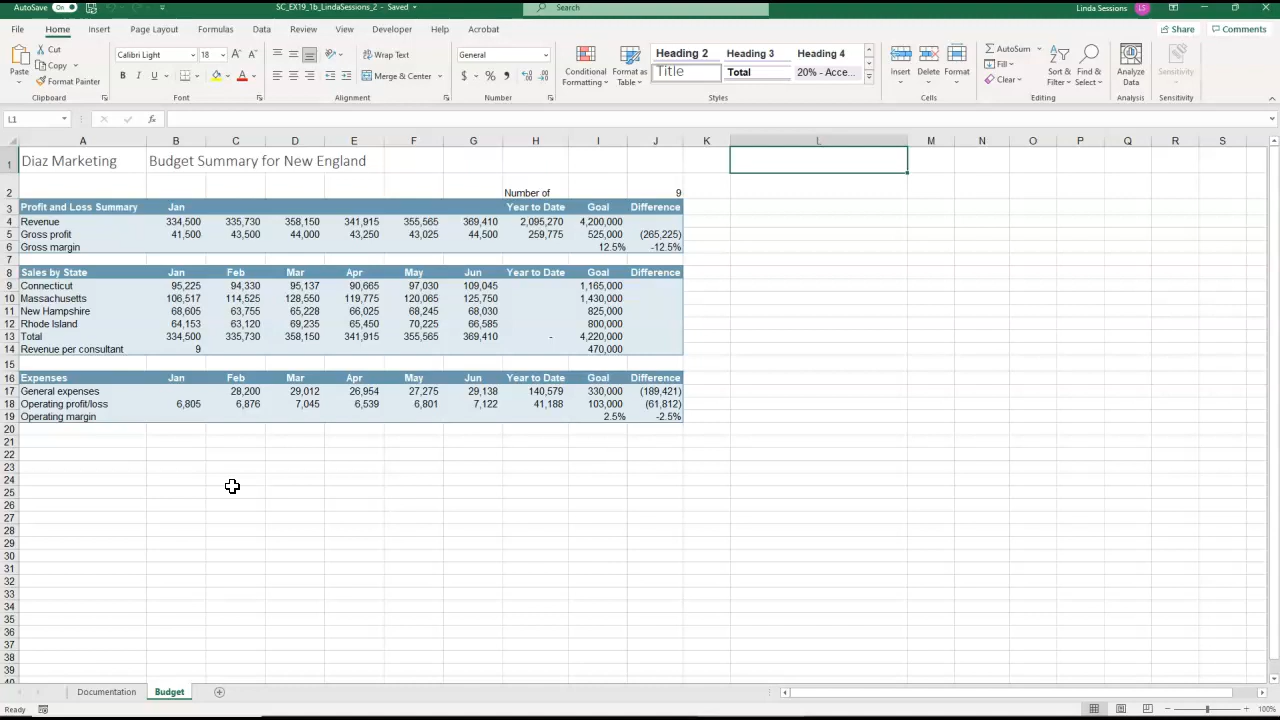 AutoSave On SC_EX19_1b_LindaSessions_2 - Saved Search Linda Sessions LS
File Home Insert Page Layout Formulas Data Review View Developer Help Acrobat Share Comments
Paste Cut Copy Format Painter Clipboard
Calibri Light 18 A A B I U A Font
Wrap Text Merge & Center Alignment
General $ % , Number
Conditional Formatting Format as Table
Heading 2 Heading 3 Heading 4
Title Total 20% - Acce...
Styles
Insert Delete Format Cells
AutoSum Fill Clear Sort & Filter Find & Select Editing
Analyze Data Analysis
Sensitivity Sensitivity
L1 fx
A B C D E F G H I J K L M N O P Q R S
1 Diaz Marketing Budget Summary for New England
2 Number of 9
3 Profit and Loss Summary Jan Year to Date Goal Difference
4 Revenue 334,500 335,730 358,150 341,915 355,565 369,410 2,095,270 4,200,000
5 Gross profit 41,500 43,500 44,000 43,250 43,025 44,500 259,775 525,000 (265,225)
6 Gross margin 12.5% -12.5%
7
8 Sales by State Jan Feb Mar Apr May Jun Year to Date Goal Difference
9 Connecticut 95,225 94,330 95,137 90,665 97,030 109,045 1,165,000
10 Massachusetts 106,517 114,525 128,550 119,775 120,065 125,750 1,430,000
11 New Hampshire 68,605 63,755 65,228 66,025 68,245 68,030 825,000
12 Rhode Island 64,153 63,120 69,235 65,450 70,225 66,585 800,000
13 Total 334,500 335,730 358,150 341,915 355,565 369,410 - 4,220,000
14 Revenue per consultant 9 470,000
15
16 Expenses Jan Feb Mar Apr May Jun Year to Date Goal Difference
17 General expenses 28,200 29,012 26,954 27,275 29,138 140,579 330,000 (189,421)
18 Operating profit/loss 6,805 6,876 7,045 6,539 6,801 7,122 41,188 103,000 (61,812)
19 Operating margin 2.5% -2.5%
20
21
22
23
24
25
26
27
28
29
30
31
32
33
34
35
36
37
38
39
40
Documentation Budget
Ready 100%